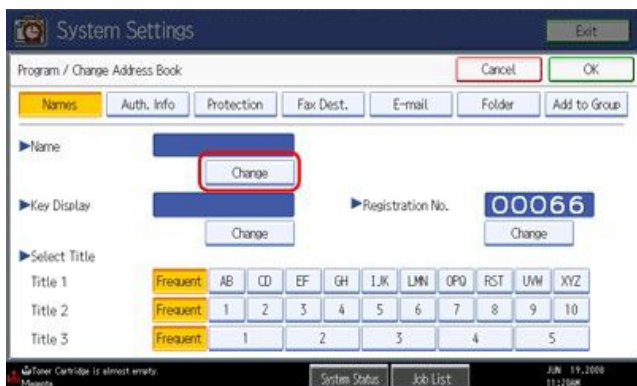 System Settings Exit
Program / Change Address Book Cancel OK
Names Auth. Info Protection Fax Dest. E-mail Folder Add to Group
▶Name
Change
▶Key Display ▶Registration No. 00066
Change Change
▶Select Title
Title 1 Frequent AB CD EF GH IJK LMN OPQ RST UVW XYZ
Title 2 Frequent 1 2 3 4 5 6 7 8 9 10
Title 3 Frequent 1 2 3 4 5
Toner Cartridge is almost empty. JUN 19,2008
Magenta System Status Job List 11:20AM